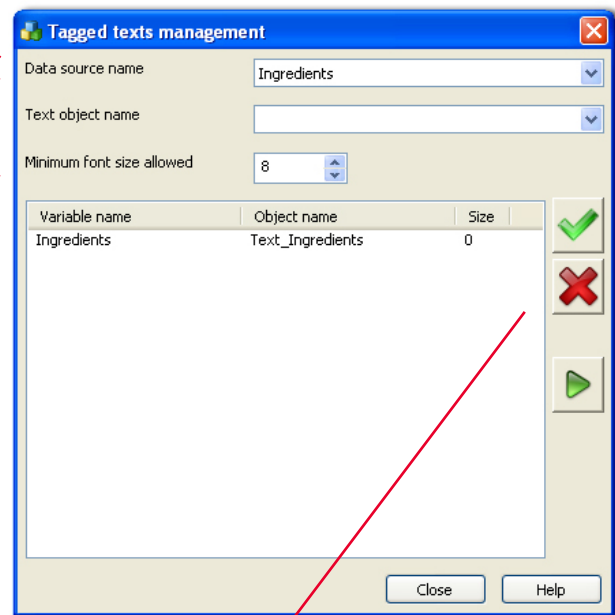 Tagged texts management
Data source name Ingredients
Text object name
Minimum font size allowed 8
Variable name Object name Size
Ingredients Text_Ingredients 0
Close Help